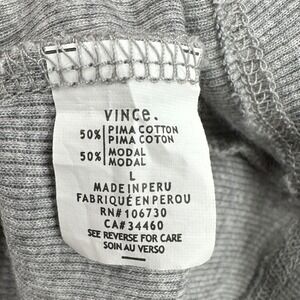 VINCE.
50% PIMA COTTON
PIMA COTON
50% MODAL
MODAL
L
MADE IN PERU
FABRIQUÉ EN PEROU
RN# 106730
CA# 34460
SEE REVERSE FOR CARE
SOIN AU VERSO